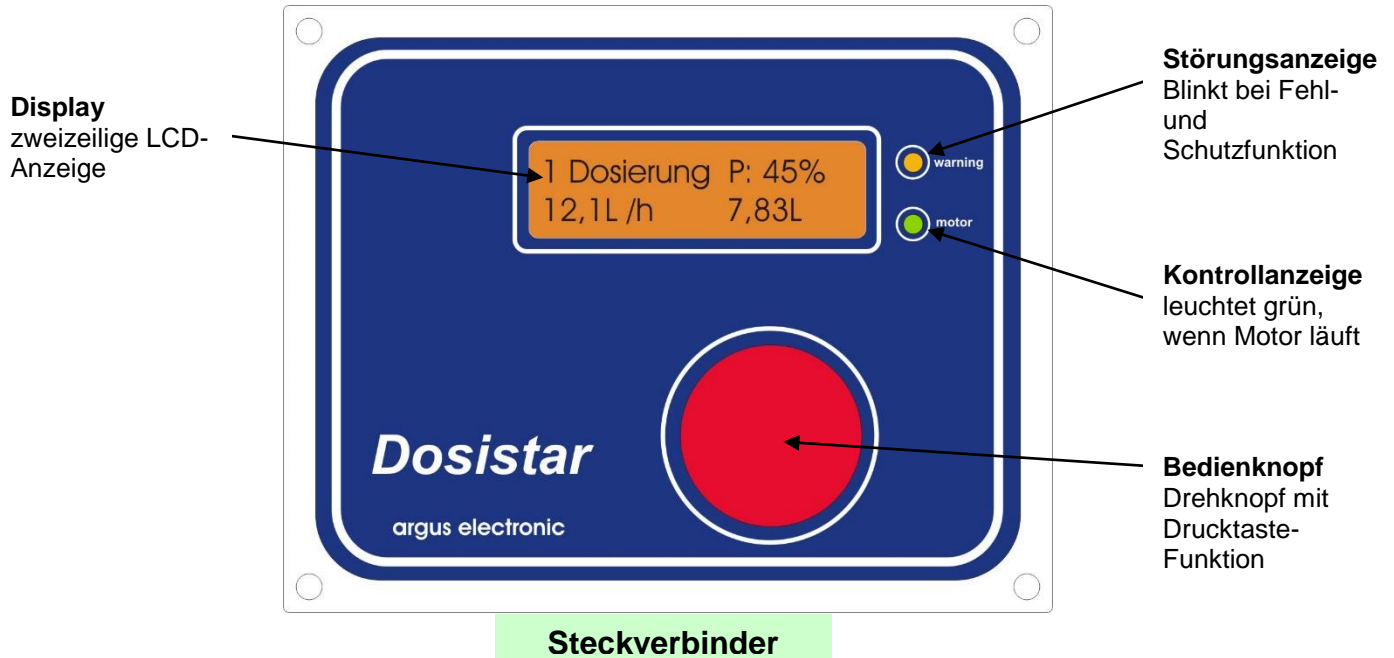 Display
zweizeilige LCD-
Anzeige
1 Dosierung P: 45%
12,1L /h 7,83L
warning
motor
Störungsanzeige
Blinkt bei Fehl-
und
Schutzfunktion
Kontrollanzeige
leuchtet grün,
wenn Motor läuft
Dosistar
argus electronic
Bedienknopf
Drehknopf mit
Drucktaste-
Funktion
Steckverbinder